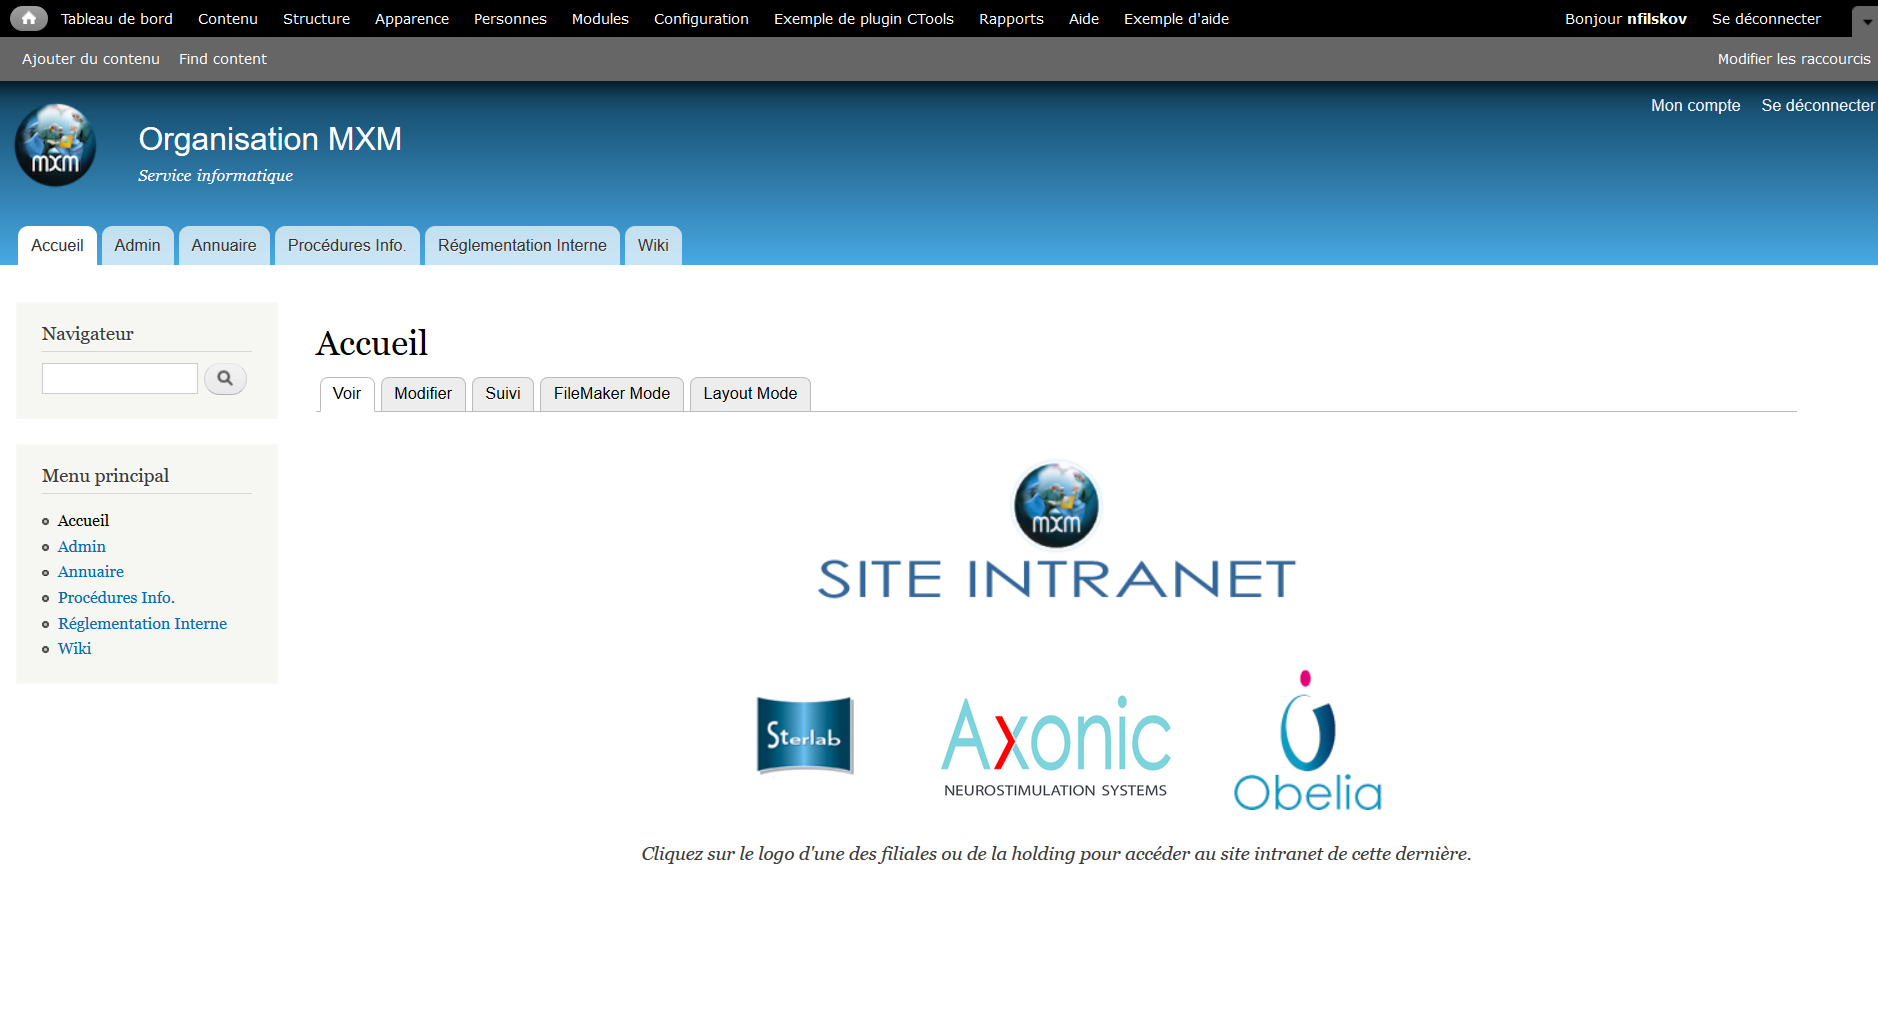 Tableau de bord Contenu Structure Apparence Personnes Modules Configuration Exemple de plugin CTools Rapports Aide Exemple d'aide Bonjour nfilskov Se déconnecter
Ajouter du contenu Find content Modifier les raccourcis
Mon compte Se déconnecter
mxm
Organisation MXM
Service informatique
Accueil Admin Annuaire Procédures Info. Réglementation Interne Wiki
Navigateur
Menu principal
Accueil
Admin
Annuaire
Procédures Info.
Réglementation Interne
Wiki
Accueil
Voir Modifier Suivi FileMaker Mode Layout Mode
mxm
SITE INTRANET
Sterlab
Axonic
NEUROSTIMULATION SYSTEMS
Obelia
Cliquez sur le logo d'une des filiales ou de la holding pour accéder au site intranet de cette dernière.